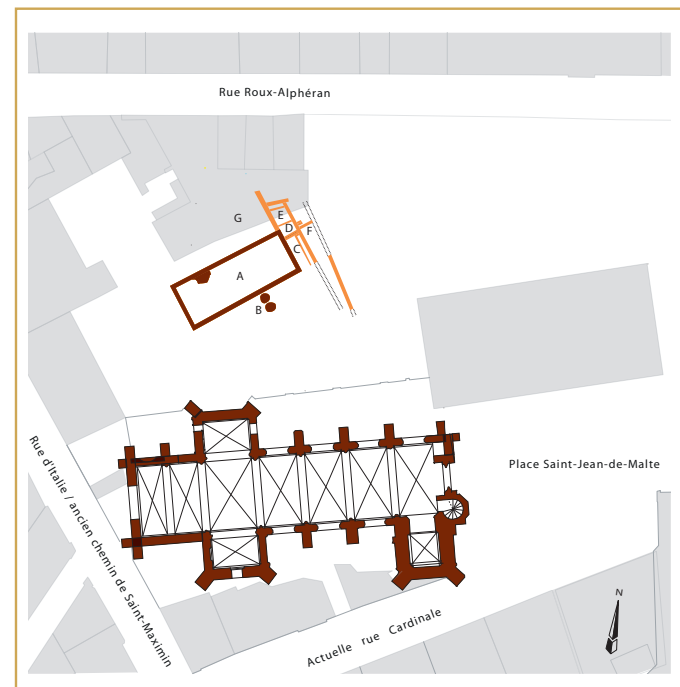 Rue Roux-Alphéran
E
G
D
F
C
A
B
Rue d'Italie / ancien chemin de Saint-Maximin
Place Saint-Jean-de-Malte
N
Actuelle rue Cardinale